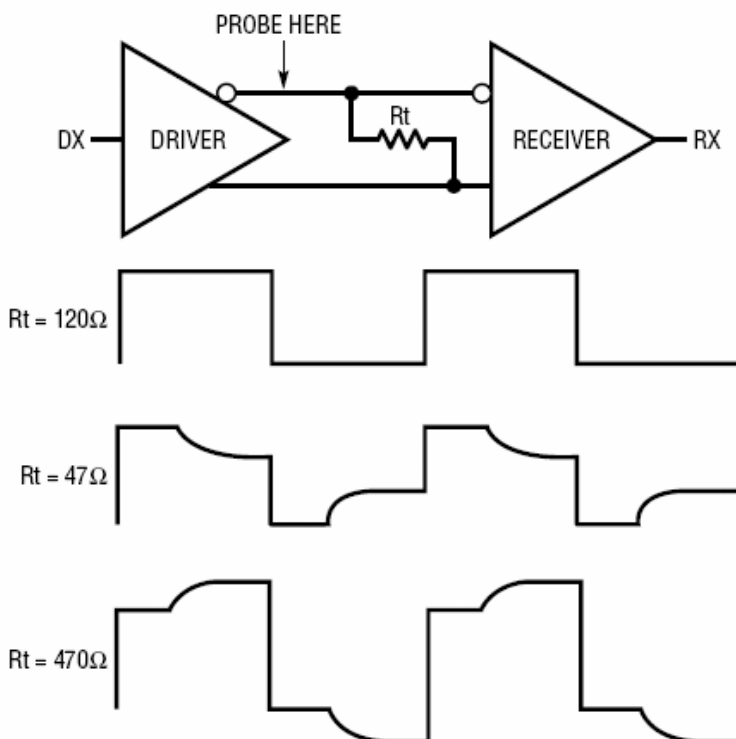 PROBE HERE
Rt
DX
DRIVER
RECEIVER
RX
Rt = 120Ω
Rt = 47Ω
Rt = 470Ω